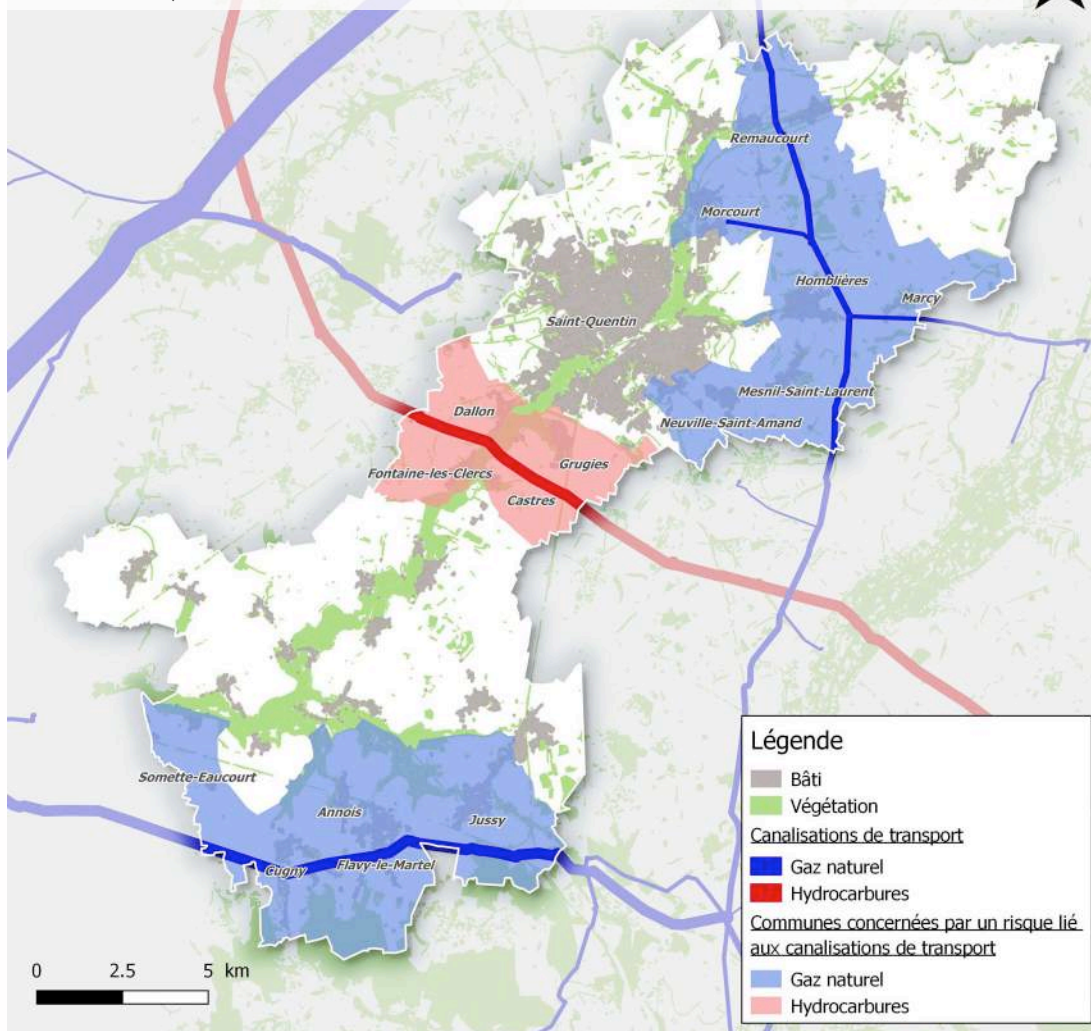 Remaucourt
Morcourt
Homblières
Marcy
Saint-Quentin
Mesnil-Saint-Laurent
Dallon
Neuville-Saint-Amand
Fontaine-les-Clercs
Grugies
Castres
Somette-Eaucourt
Annois
Jussy
Cugny
Flavy-le-Martel
Légende
Bâti
Végétation
Canalisations de transport
Gaz naturel
Hydrocarbures
Communes concernées par un risque lié
aux canalisations de transport
Gaz naturel
Hydrocarbures
0 2.5 5 km